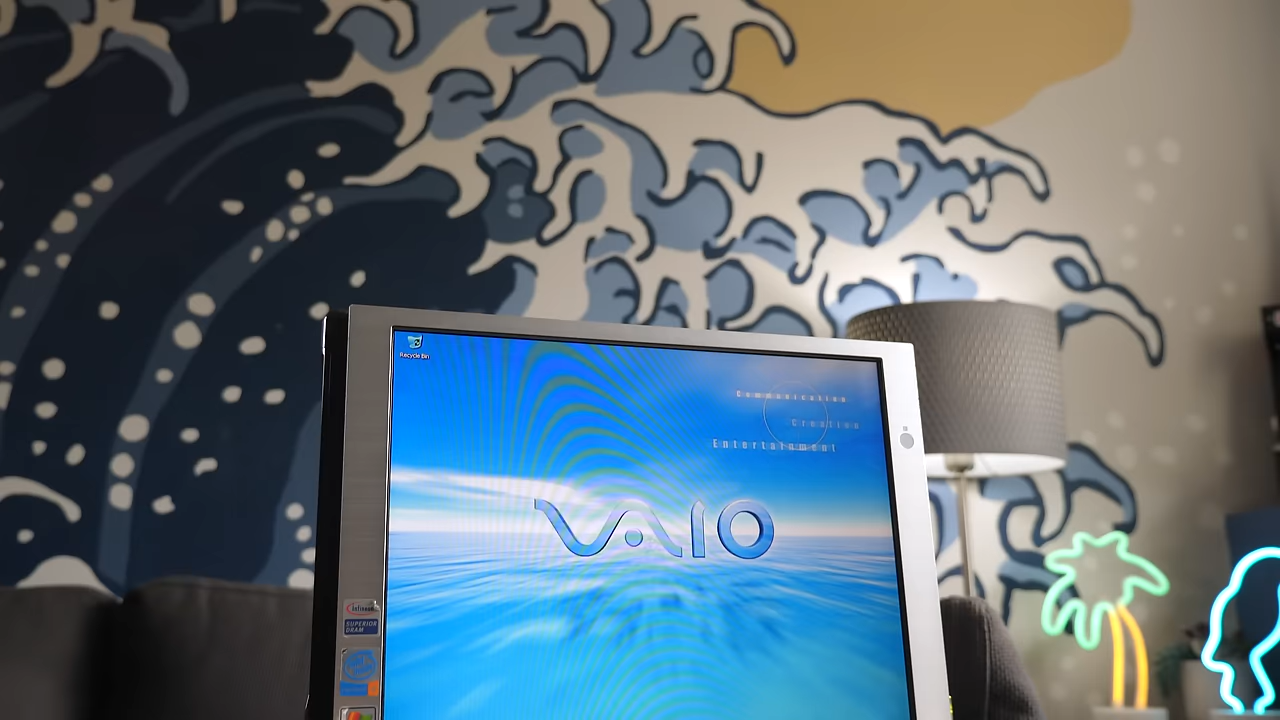 Recycle Bin
Communication
Creation
Entertainment
VAIO
Infineon
SUPERIOR
DRAM